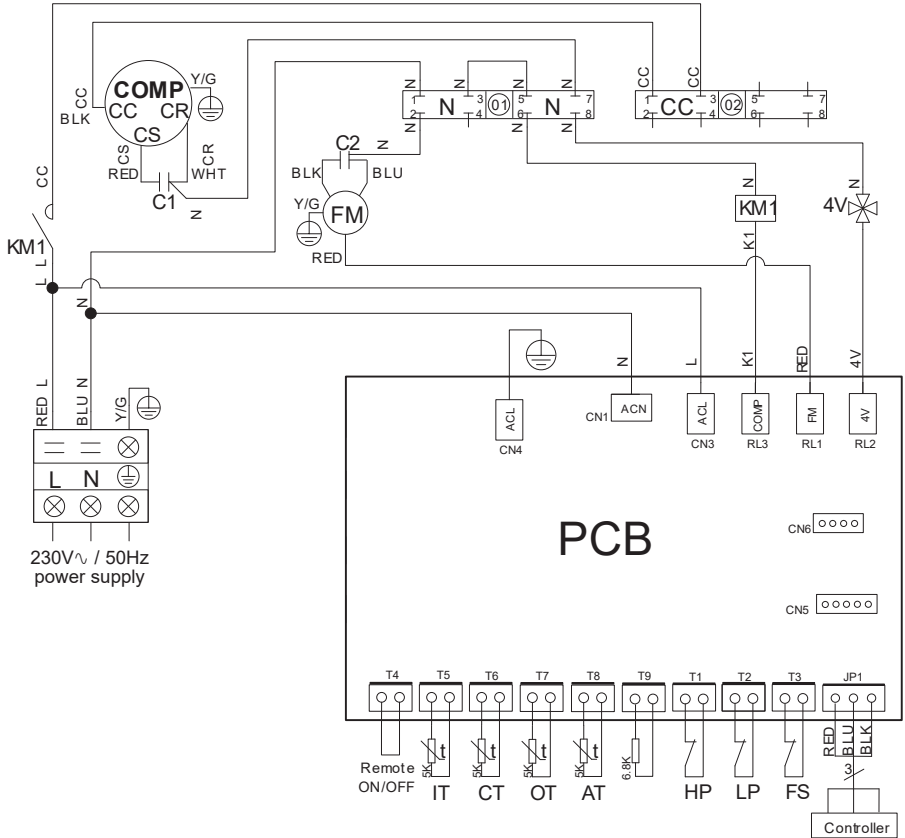 COMP
CC CR
CS
Y/G
CC
BLK
CS
RED
CR
WHT
C1
N
CC
KM1
L L
N
RED L
BLU N
Y/G
L N
230V∿ / 50Hz
power supply
N N N N
1 3 5 7
N 01 N
2 4 6 8
N N N
CC CC
1 3 5 7
CC 02
2 4 6 8
C2
N
BLK BLU
Y/G
FM
RED
N
KM1
K1
N
4V
N
L
K1
RED
4V
ACL
CN4
CN1 ACN
ACL
CN3
COMP
RL3
FM
RL1
4V
RL2
PCB
CN6
CN5
T4 T5 T6 T7 T8 T9 T1 T2 T3 JP1
RED
BLU
BLK
5K t 5K t 5K t 5K t 6.8K
3
Remote
ON/OFF
IT CT OT AT HP LP FS
Controller